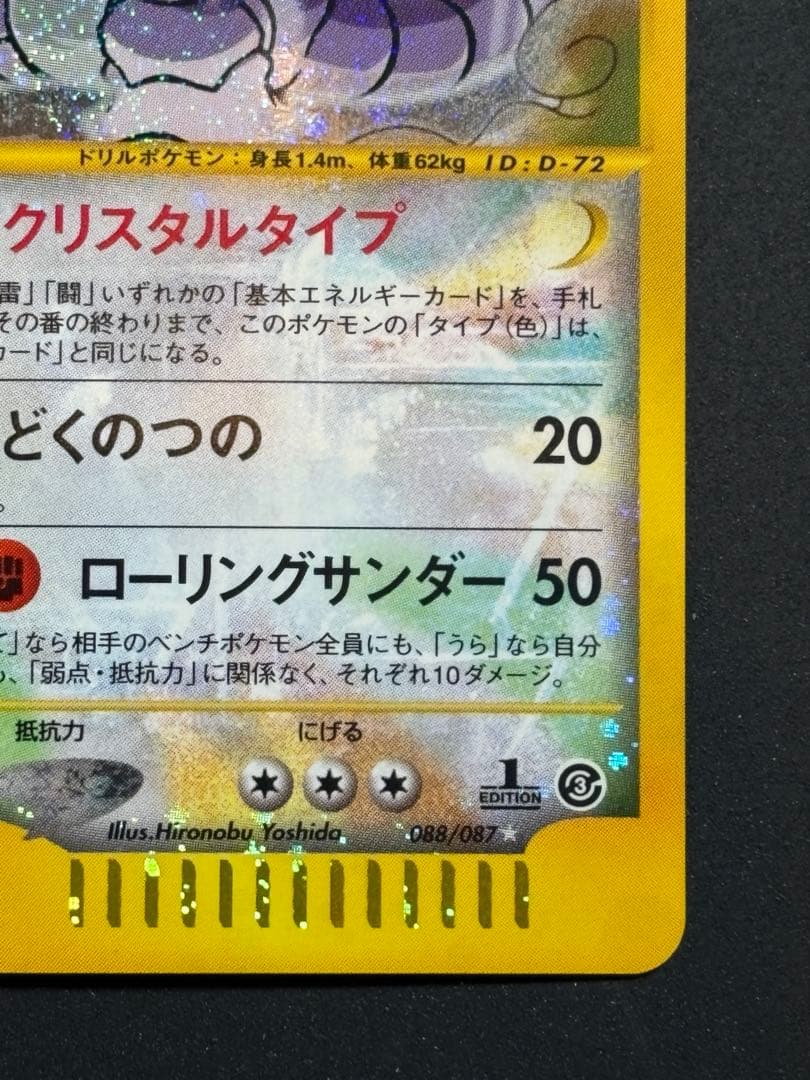 ドリルポケモン：身長1.4m、体重62kg ID:D-72
クリスタルタイプ
雷」「闘」いずれかの「基本エネルギーカード」を、手札
その番の終わりまで、このポケモンの「タイプ（色）」は、
カード」と同じになる。
どくのつの 20
。
ローリングサンダー 50
て」なら相手のベンチポケモン全員にも、「うら」なら自分
も、「弱点・抵抗力」に関係なく、それぞれ10ダメージ。
抵抗力 にげる
1 EDITION 3
Illus.Hironobu Yoshida 088/087★